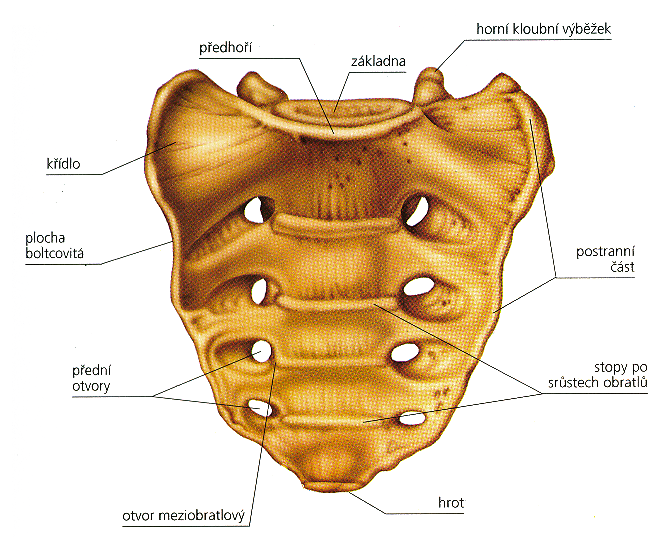 horní kloubní výběžek
předhoří
základna
křídlo
plocha
boltcovitá
postranní
část
přední
otvory
stopy po
srůstech obratlů
otvor meziobratlový
hrot